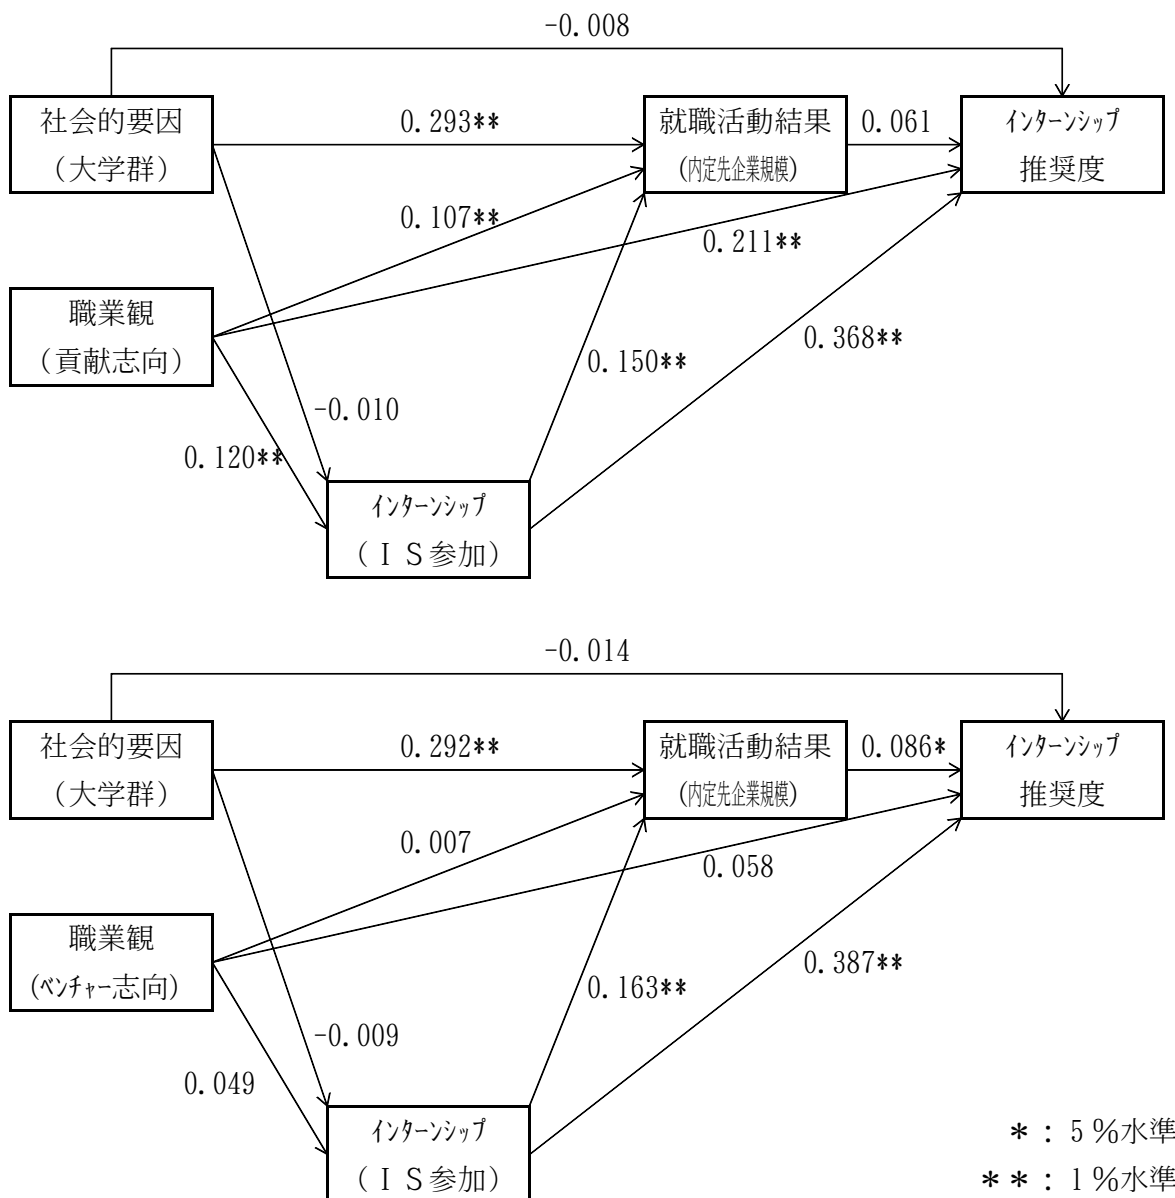 -0.008
社会的要因
（大学群）
0.293**
就職活動結果
（内定先企業規模）
0.061
インターンシップ
推奨度
0.107**
0.211**
職業観
（貢献志向）
0.368**
0.150**
-0.010
0.120**
インターンシップ
（ＩＳ参加）
-0.014
社会的要因
（大学群）
0.292**
就職活動結果
（内定先企業規模）
0.086*
インターンシップ
推奨度
0.007
0.058
職業観
（ベンチャー志向）
0.387**
0.163**
-0.009
0.049
インターンシップ
（ＩＳ参加）
＊：５％水準
＊＊：１％水準